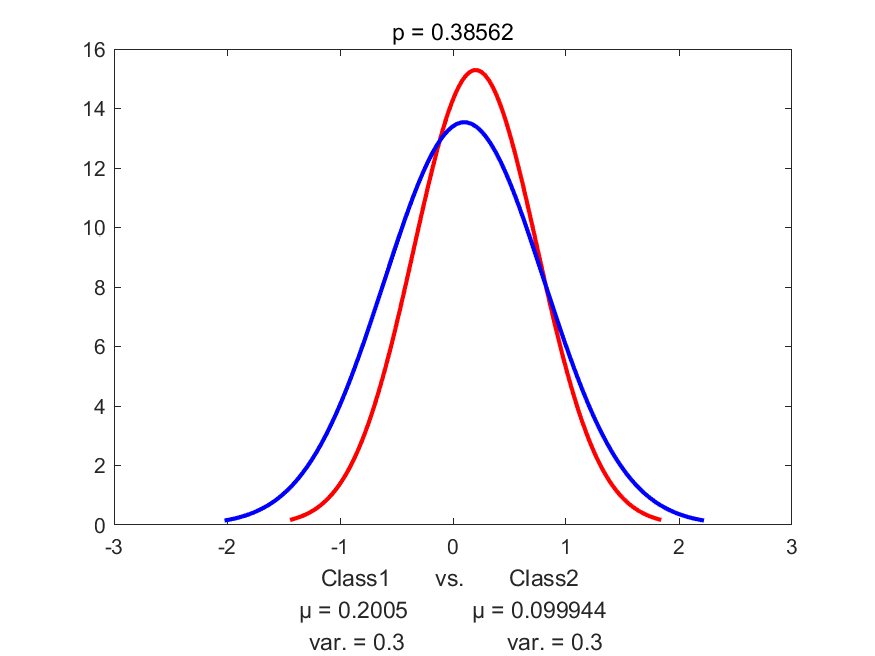 p = 0.38562
16
14
12
10
8
6
4
2
0
-3 -2 -1 0 1 2 3
Class1 vs. Class2
μ = 0.2005 μ = 0.099944
var. = 0.3 var. = 0.3